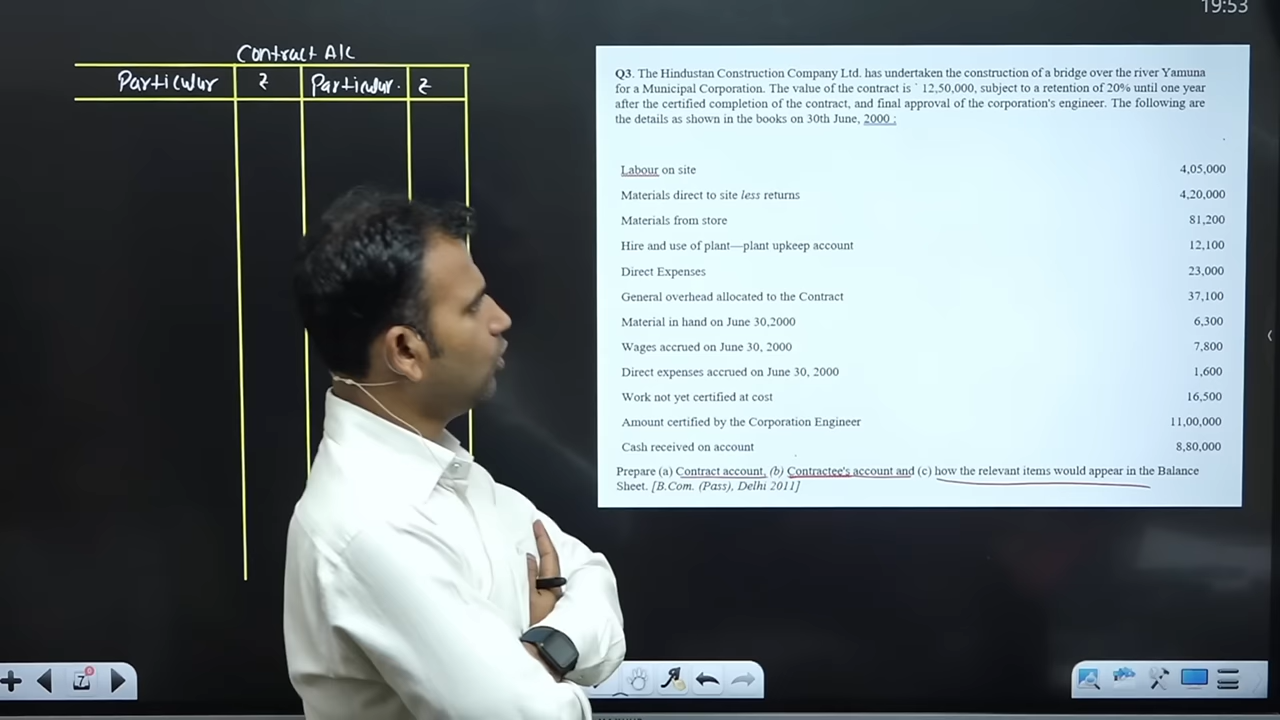 19:53
Contract A/c
Particular ₹ Particular. ₹
Q3. The Hindustan Construction Company Ltd. has undertaken the construction of a bridge over the river Yamuna
for a Municipal Corporation. The value of the contract is ` 12,50,000, subject to a retention of 20% until one year
after the certified completion of the contract, and final approval of the corporation's engineer. The following are
the details as shown in the books on 30th June, 2000 :
Labour on site 4,05,000
Materials direct to site less returns 4,20,000
Materials from store 81,200
Hire and use of plant—plant upkeep account 12,100
Direct Expenses 23,000
General overhead allocated to the Contract 37,100
Material in hand on June 30,2000 6,300
Wages accrued on June 30, 2000 7,800
Direct expenses accrued on June 30, 2000 1,600
Work not yet certified at cost 16,500
Amount certified by the Corporation Engineer 11,00,000
Cash received on account 8,80,000
Prepare (a) Contract account, (b) Contractee's account and (c) how the relevant items would appear in the Balance
Sheet. [B.Com. (Pass), Delhi 2011]
7